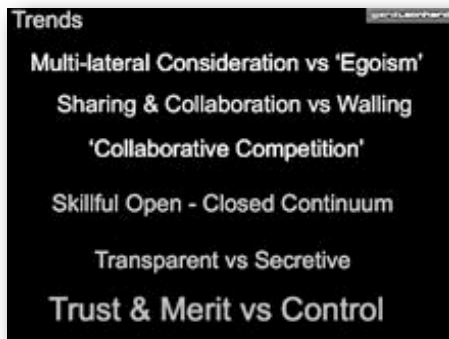 Trends
Multi-lateral Consideration vs ‘Egoism’
Sharing & Collaboration vs Walling
‘Collaborative Competition’
Skillful Open - Closed Continuum
Transparent vs Secretive
Trust & Merit vs Control